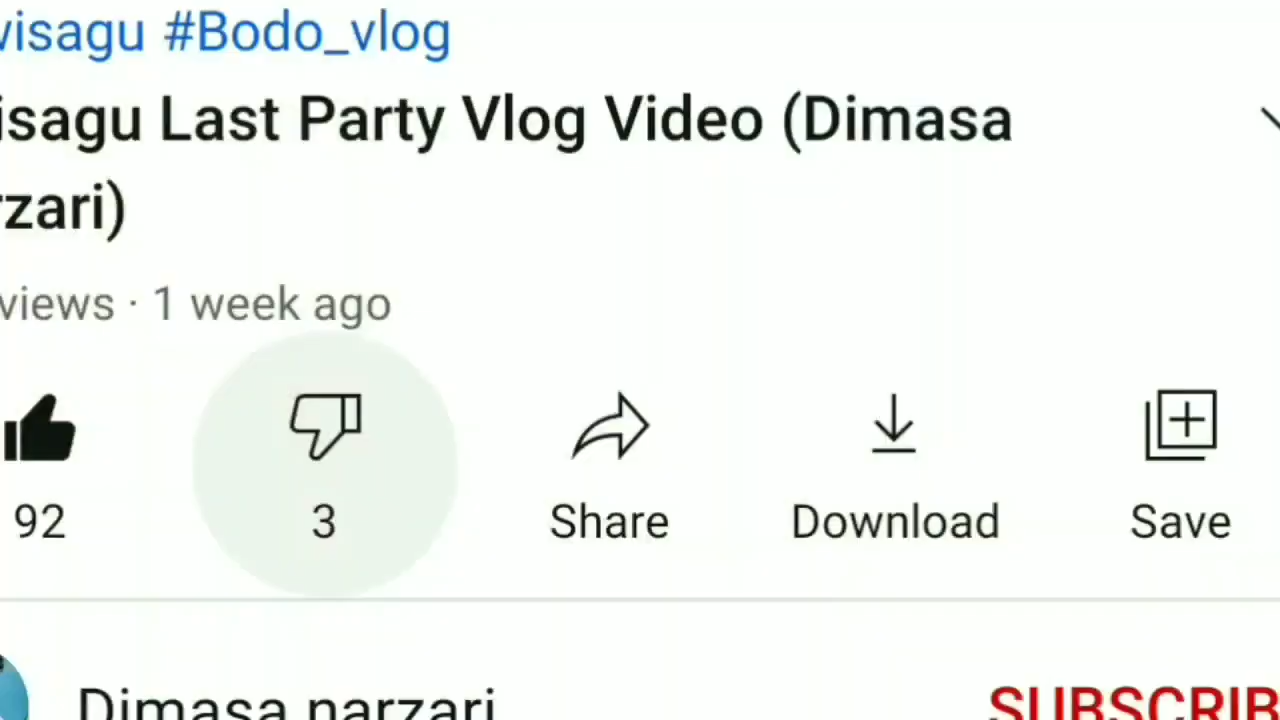 wisagu #Bodo_vlog
isagu Last Party Vlog Video (Dimasa
rzari)
views · 1 week ago
92 3 Share Download Save
Dimasa narzari SUBSCRIB